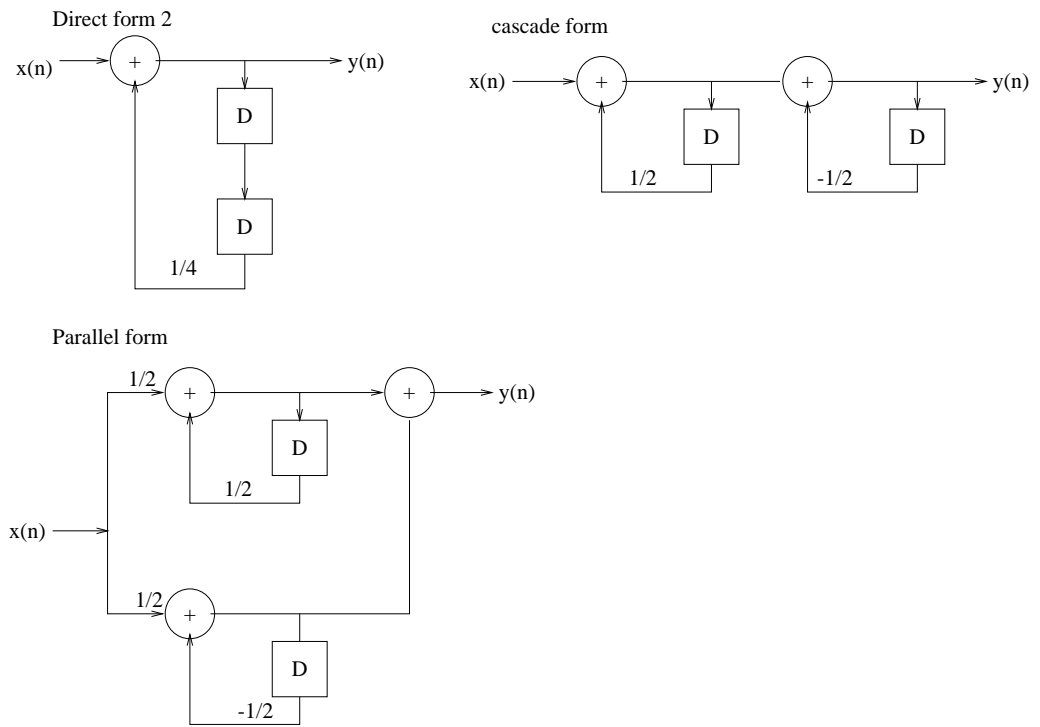 Direct form 2
x(n)
+
y(n)
D
D
1/4
cascade form
x(n)
+
+
y(n)
D
D
1/2
-1/2
Parallel form
1/2
+
+
y(n)
D
1/2
x(n)
1/2
+
D
-1/2